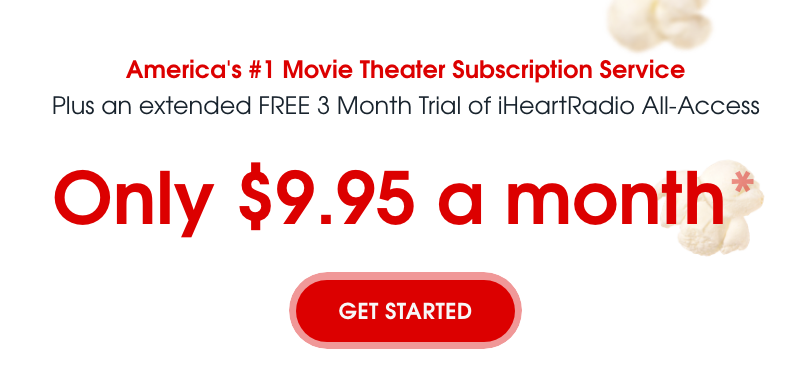 America's #1 Movie Theater Subscription Service
Plus an extended FREE 3 Month Trial of iHeartRadio All-Access
Only $9.95 a month*
GET STARTED